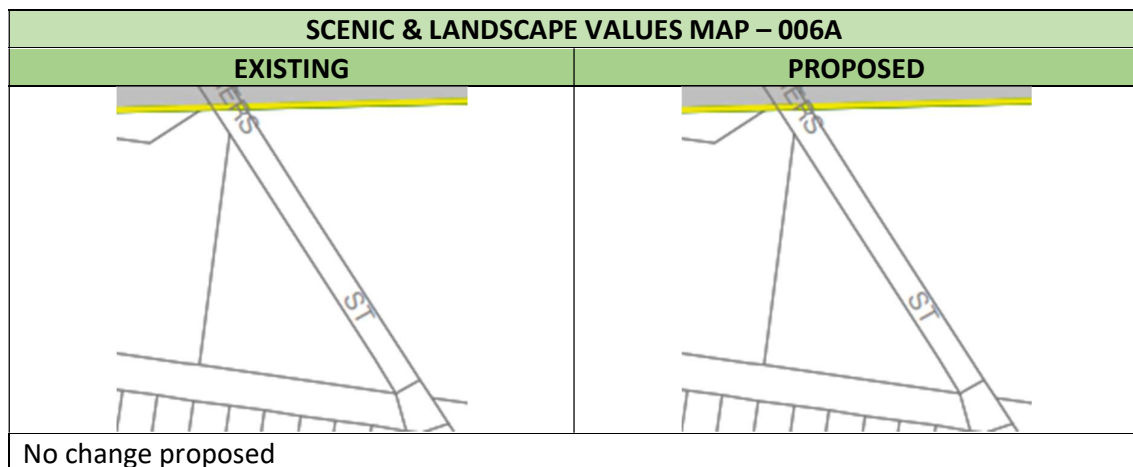 SCENIC & LANDSCAPE VALUES MAP – 006A
EXISTING
PROPOSED
ST
ST
No change proposed